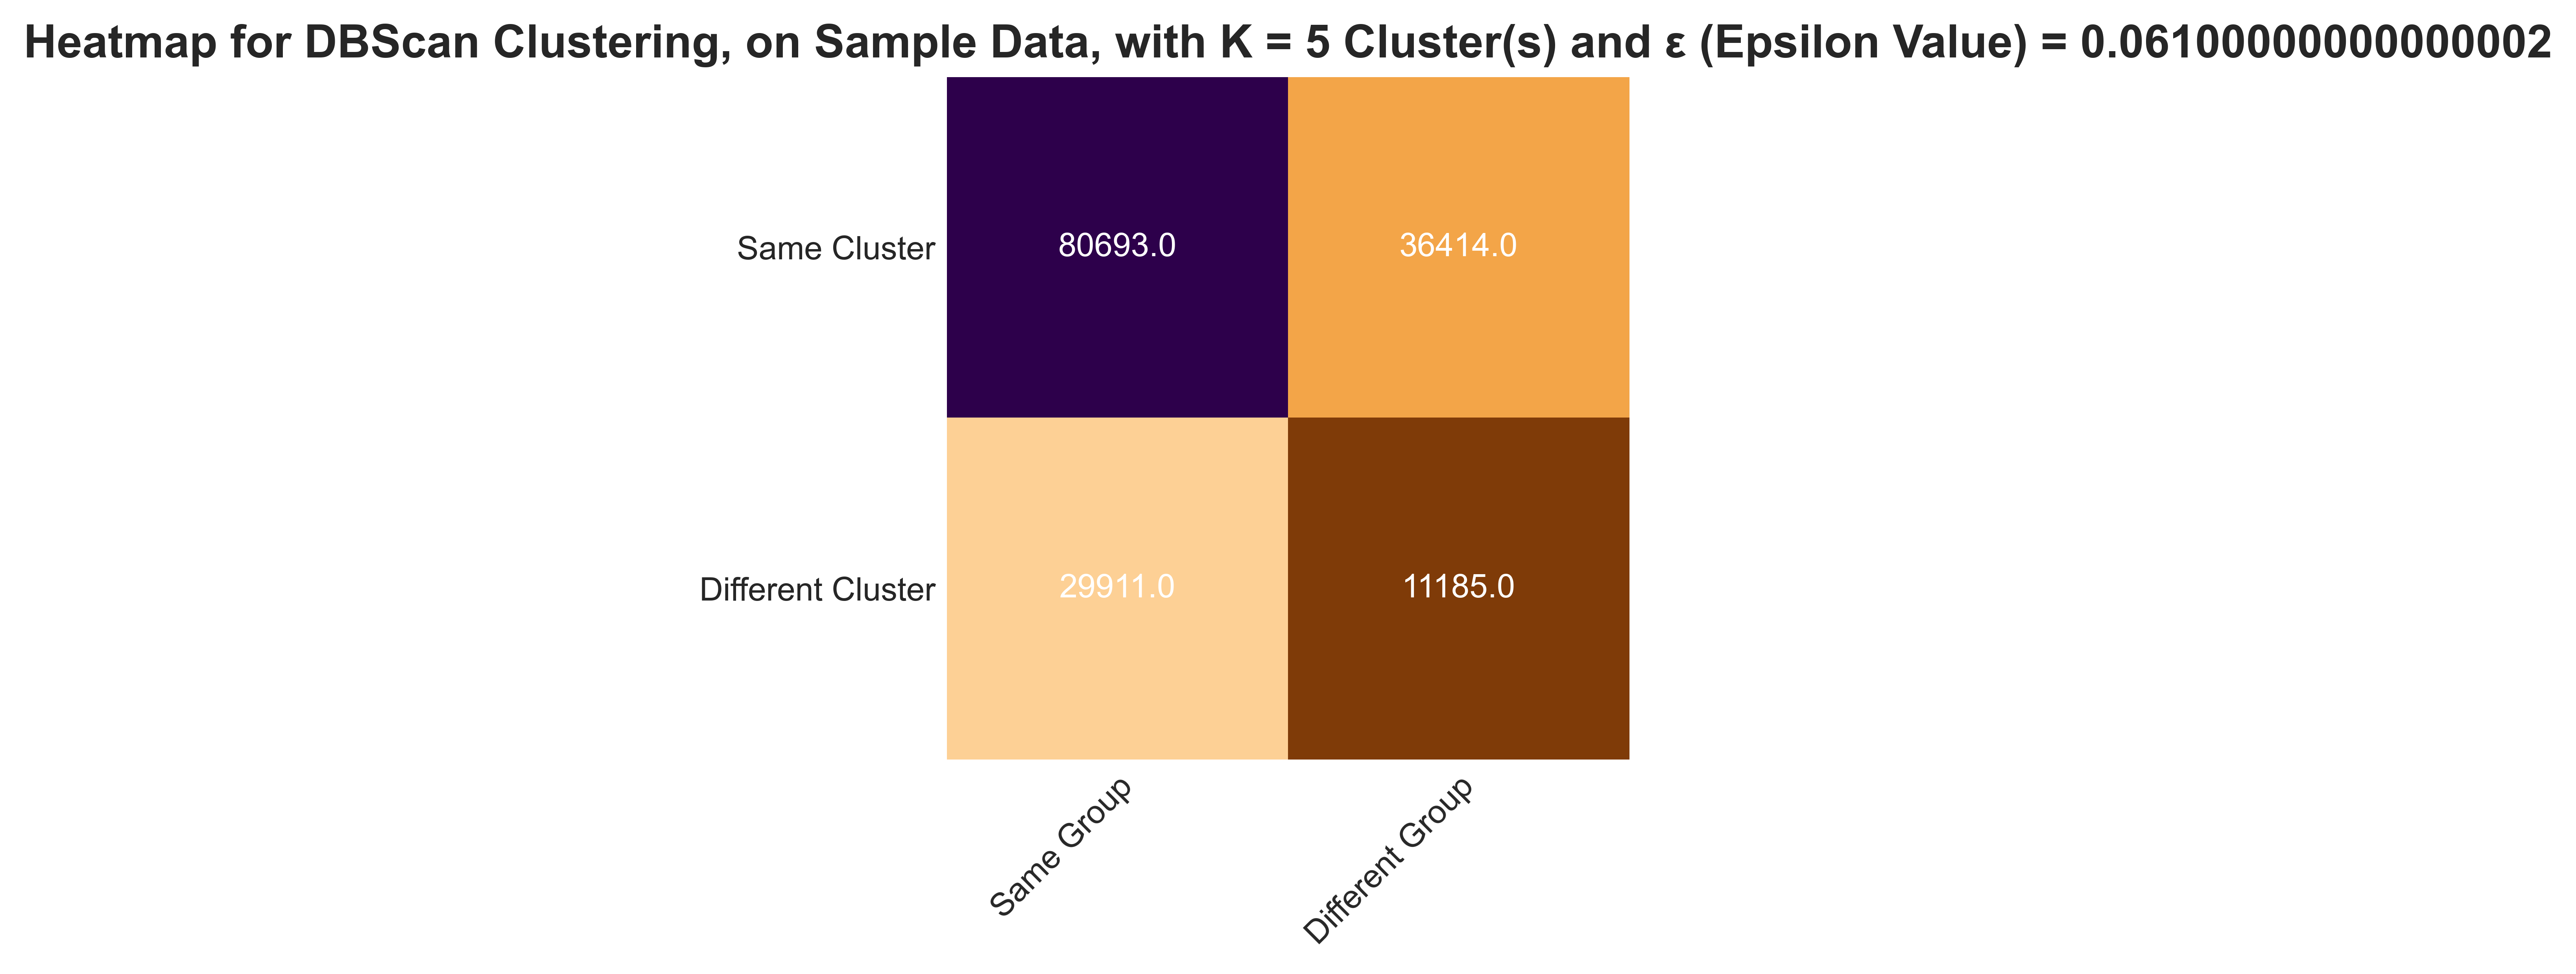 Heatmap for DBScan Clustering, on Sample Data, with K = 5 Cluster(s) and ε (Epsilon Value) = 0.06100000000000002
Same Cluster
80693.0
36414.0
Different Cluster
29911.0
11185.0
Same Group
Different Group